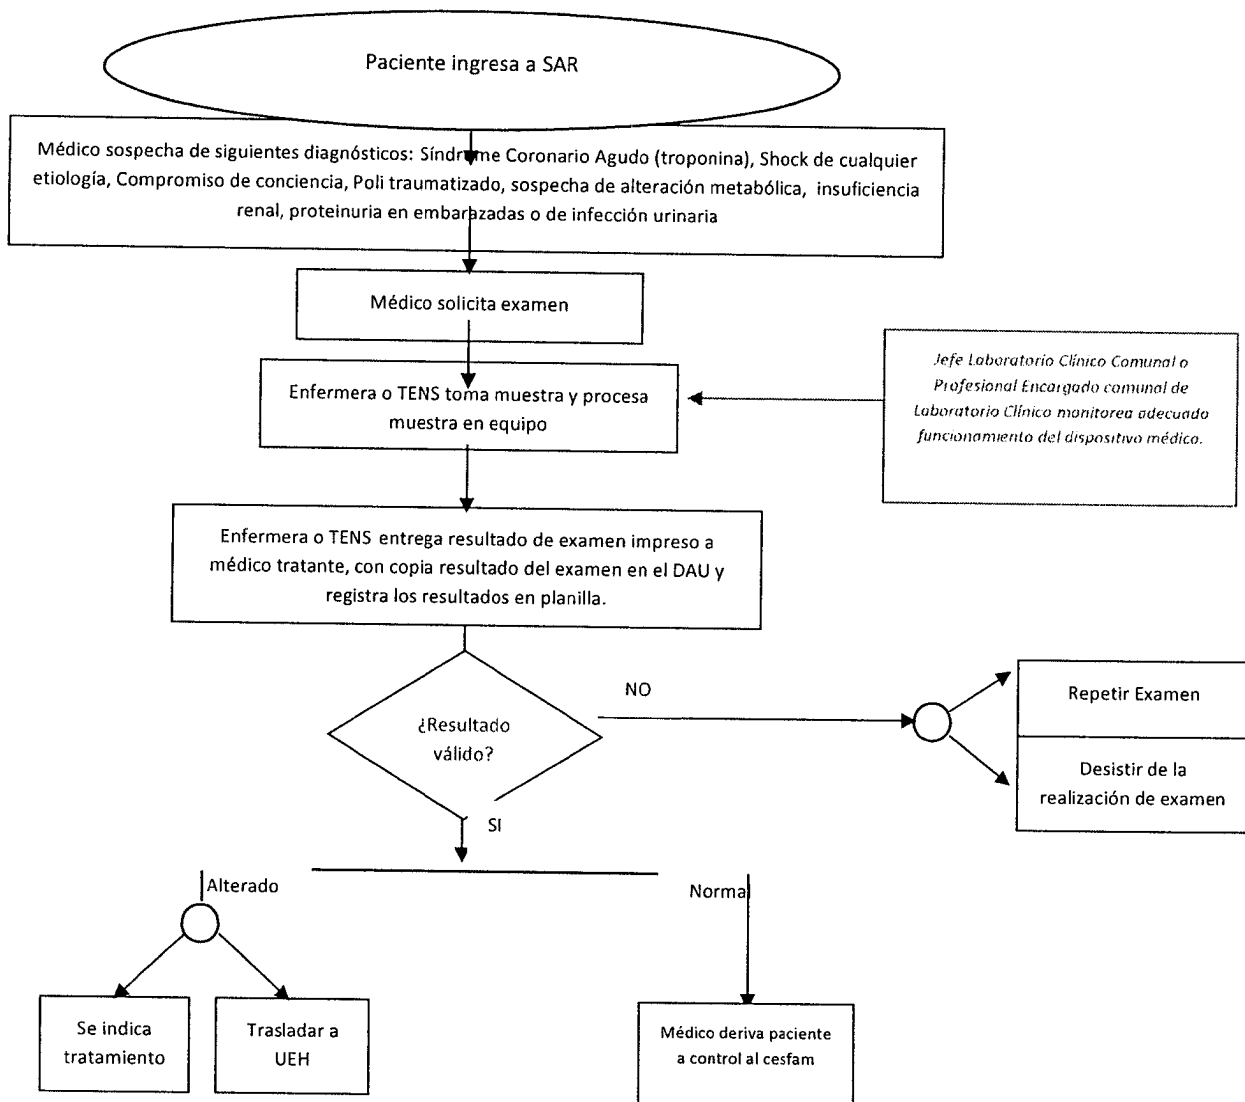 Paciente ingresa a SAR
Médico sospecha de siguientes diagnósticos: Síndrome Coronario Agudo (troponina), Shock de cualquier
etiología, Compromiso de conciencia, Poli traumatizado, sospecha de alteración metabólica, insuficiencia
renal, proteinuria en embarazadas o de infección urinaria
Médico solicita examen
Enfermera o TENS toma muestra y procesa
muestra en equipo
Jefe Laboratorio Clínico Comunal o
Profesional Encargado comunal de
Laboratorio Clínico monitorea adecuado
funcionamiento del dispositivo médico.
Enfermera o TENS entrega resultado de examen impreso a
médico tratante, con copia resultado del examen en el DAU y
registra los resultados en planilla.
NO
¿Resultado
válido?
Repetir Examen
Desistir de la
realización de examen
SI
Alterado
Normal
Se indica
tratamiento
Trasladar a
UEH
Médico deriva paciente
a control al cesfam